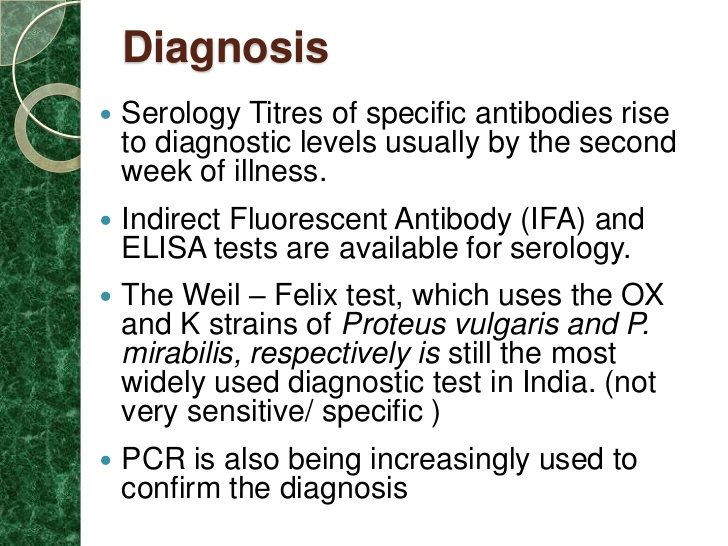 Diagnosis
• Serology Titres of specific antibodies rise
to diagnostic levels usually by the second
week of illness.
• Indirect Fluorescent Antibody (IFA) and
ELISA tests are available for serology.
• The Weil – Felix test, which uses the OX
and K strains of Proteus vulgaris and P.
mirabilis, respectively is still the most
widely used diagnostic test in India. (not
very sensitive/ specific )
• PCR is also being increasingly used to
confirm the diagnosis